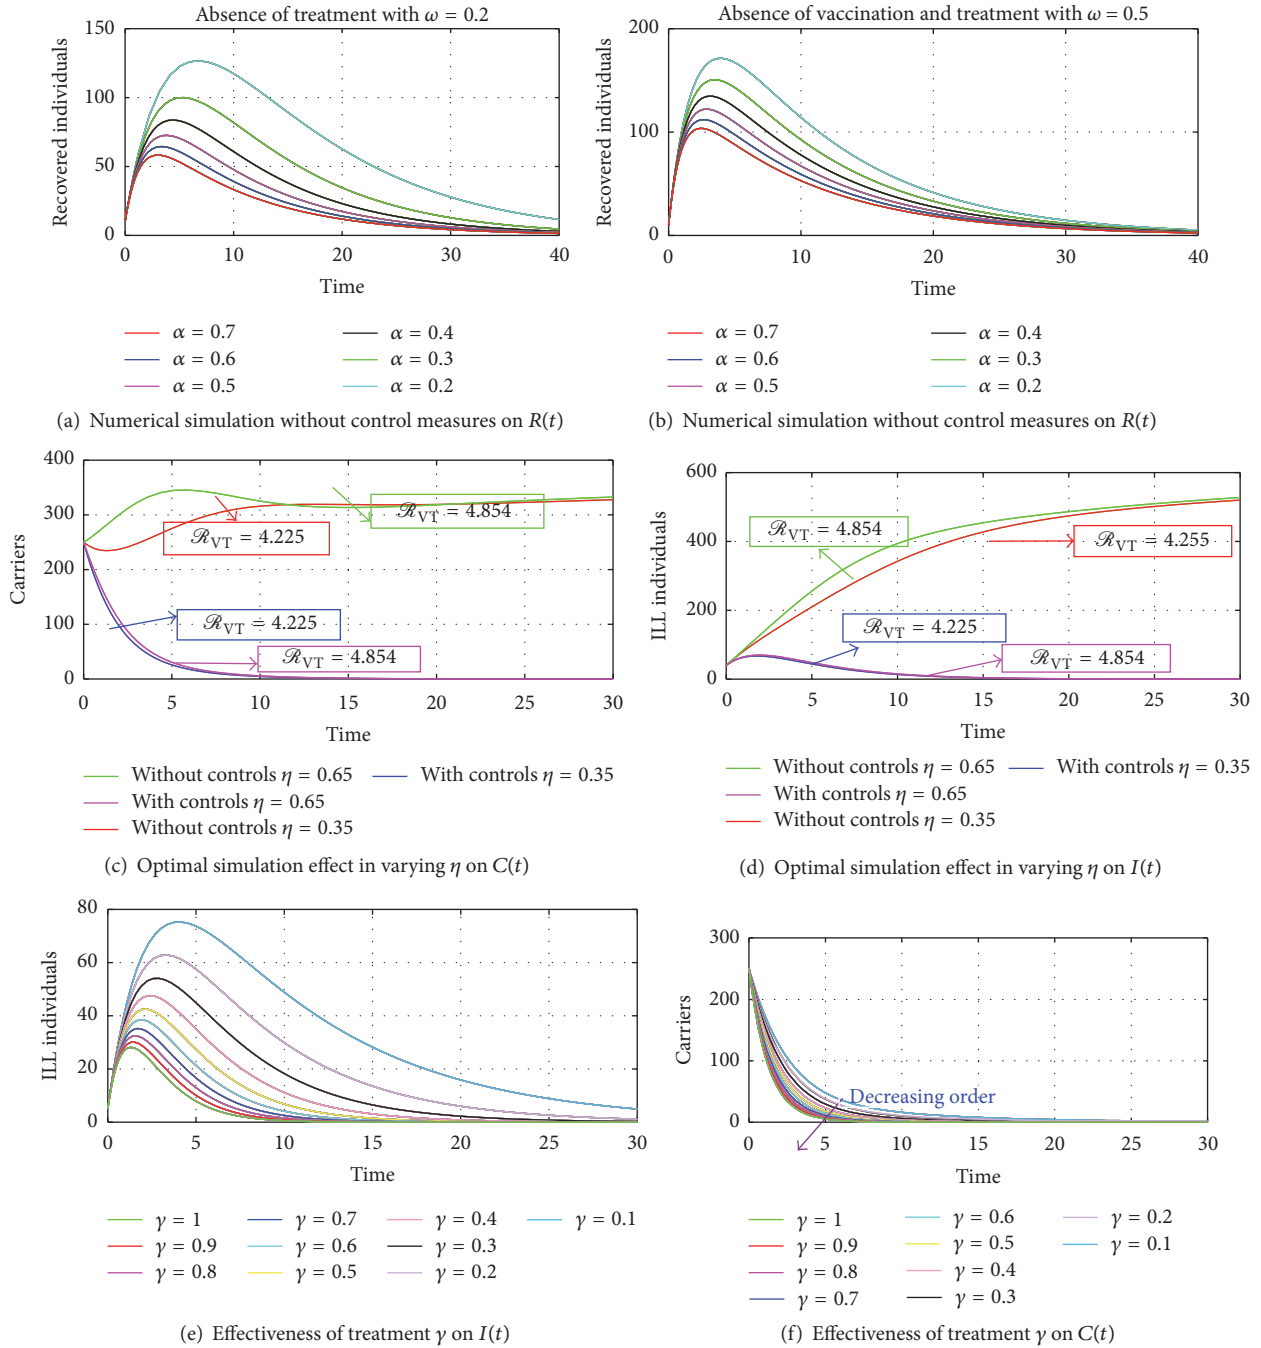 Absence of treatment with ω = 0.2
150
100
50
0
Recovered individuals
0 10 20 30 40
Time
α = 0.7
α = 0.6
α = 0.5
α = 0.4
α = 0.3
α = 0.2
(a) Numerical simulation without control measures on R(t)
Absence of vaccination and treatment with ω = 0.5
200
100
0
Recovered individuals
0 10 20 30 40
Time
α = 0.7
α = 0.6
α = 0.5
α = 0.4
α = 0.3
α = 0.2
(b) Numerical simulation without control measures on R(t)
400
300
200
100
0
Carriers
ℛVT = 4.225
ℛVT = 4.854
ℛVT = 4.225
ℛVT = 4.854
0 5 10 15 20 25 30
Time
Without controls η = 0.65
With controls η = 0.65
Without controls η = 0.35
With controls η = 0.35
(c) Optimal simulation effect in varying η on C(t)
600
400
200
0
ILL individuals
ℛVT = 4.854
ℛVT = 4.255
ℛVT = 4.225
ℛVT = 4.854
0 5 10 15 20 25 30
Time
Without controls η = 0.65
With controls η = 0.65
Without controls η = 0.35
With controls η = 0.35
(d) Optimal simulation effect in varying η on I(t)
80
60
40
20
0
ILL individuals
0 5 10 15 20 25 30
Time
γ = 1
γ = 0.9
γ = 0.8
γ = 0.7
γ = 0.6
γ = 0.5
γ = 0.4
γ = 0.3
γ = 0.2
γ = 0.1
(e) Effectiveness of treatment γ on I(t)
300
200
100
0
Carriers
Decreasing order
0 5 10 15 20 25 30
Time
γ = 1
γ = 0.9
γ = 0.8
γ = 0.7
γ = 0.6
γ = 0.5
γ = 0.4
γ = 0.3
γ = 0.2
γ = 0.1
(f) Effectiveness of treatment γ on C(t)